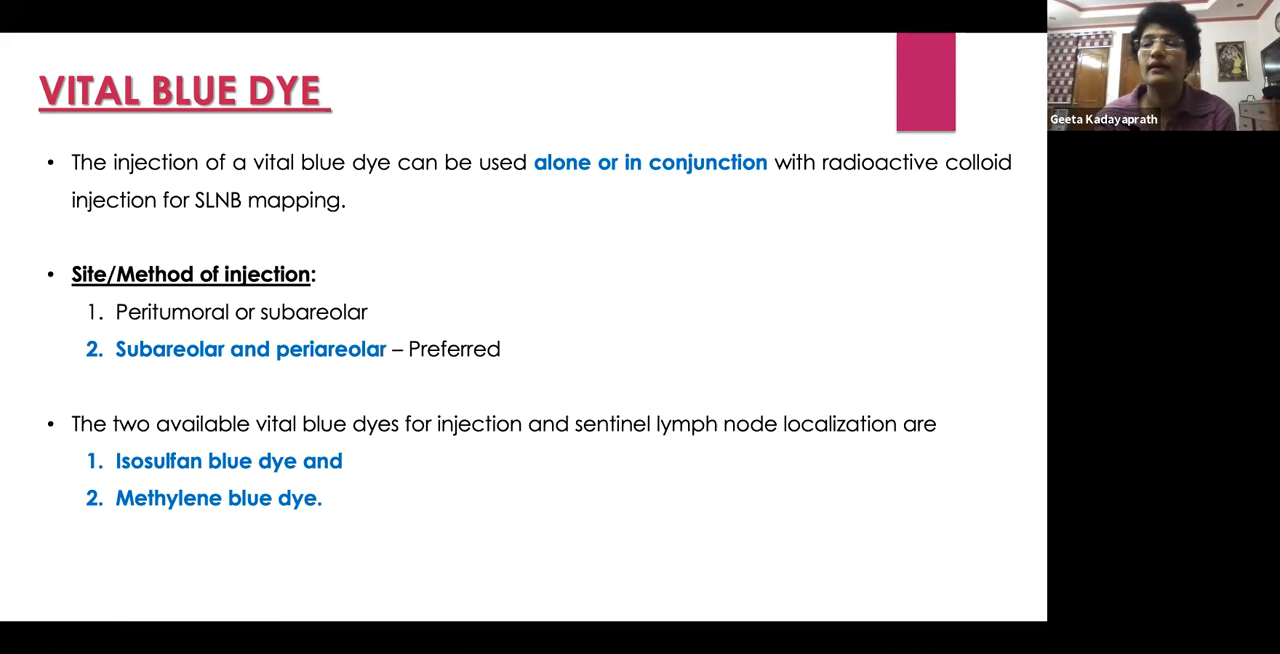 VITAL BLUE DYE
• The injection of a vital blue dye can be used alone or in conjunction with radioactive colloid
injection for SLNB mapping.
• Site/Method of injection:
1. Peritumoral or subareolar
2. Subareolar and periareolar – Preferred
• The two available vital blue dyes for injection and sentinel lymph node localization are
1. Isosulfan blue dye and
2. Methylene blue dye.
Geeta Kadayaprath